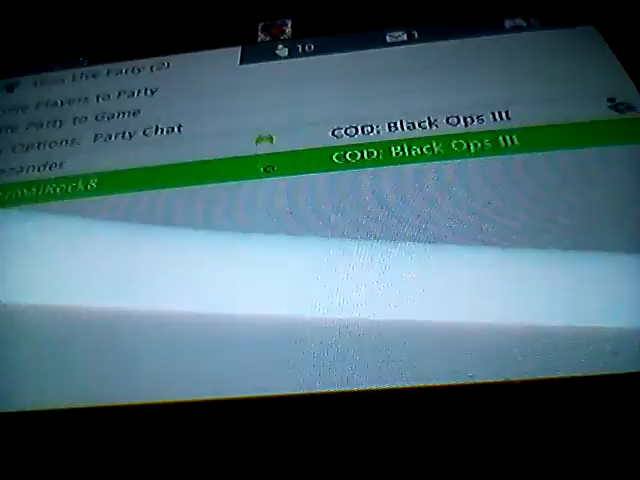 10 1
Xbox Live Party (2)
Players to Party
Party to Game
Options: Party Chat
COD: Black Ops III
COD: Black Ops III